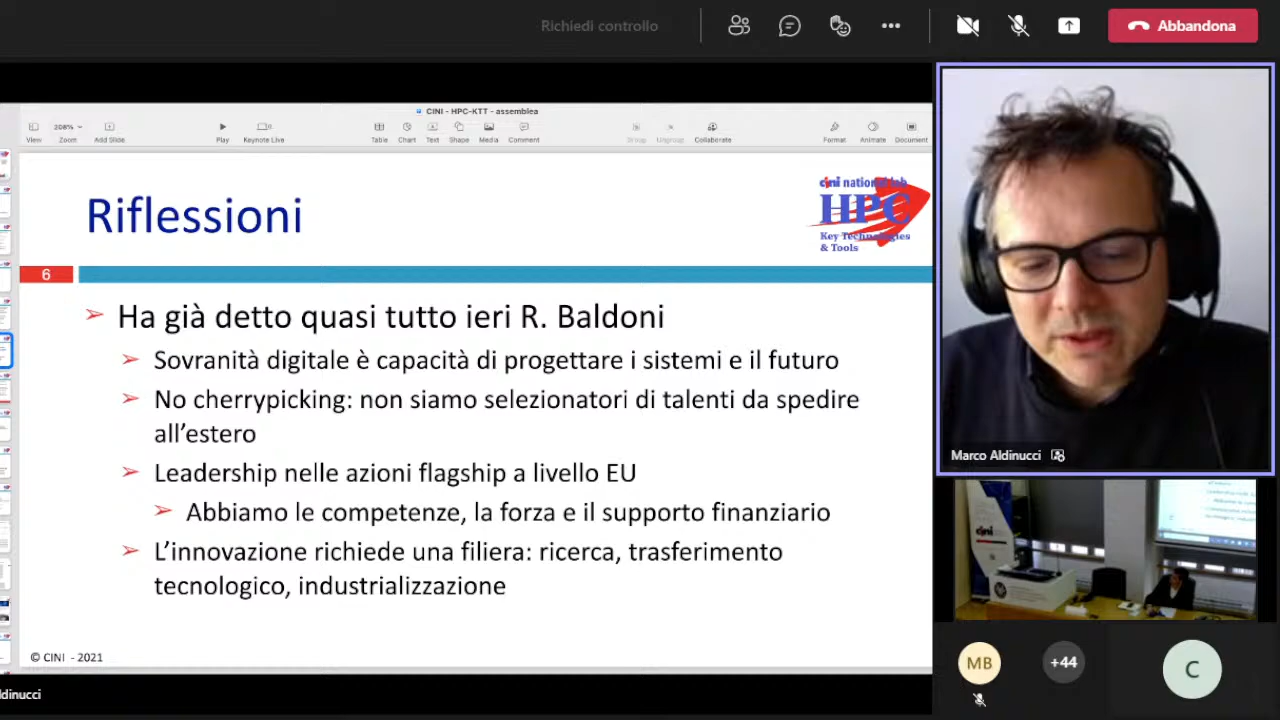 Richiedi controllo
Abbandona
CINI - HPC-KTT - assemblea
208%
View
Zoom
Add Slide
Play
Keynote Live
Table
Chart
Text
Shape
Media
Comment
Group
Ungroup
Collaborate
Format
Animate
Document
Riflessioni
cini national lab
HPC
Key Technologies
& Tools
6
Ha già detto quasi tutto ieri R. Baldoni
Sovranità digitale è capacità di progettare i sistemi e il futuro
No cherrypicking: non siamo selezionatori di talenti da spedire
all’estero
Leadership nelle azioni flagship a livello EU
Abbiamo le competenze, la forza e il supporto finanziario
L’innovazione richiede una filiera: ricerca, trasferimento
tecnologico, industrializzazione
© CINI - 2021
ldinucci
Marco Aldinucci
cini
MB
+44
C